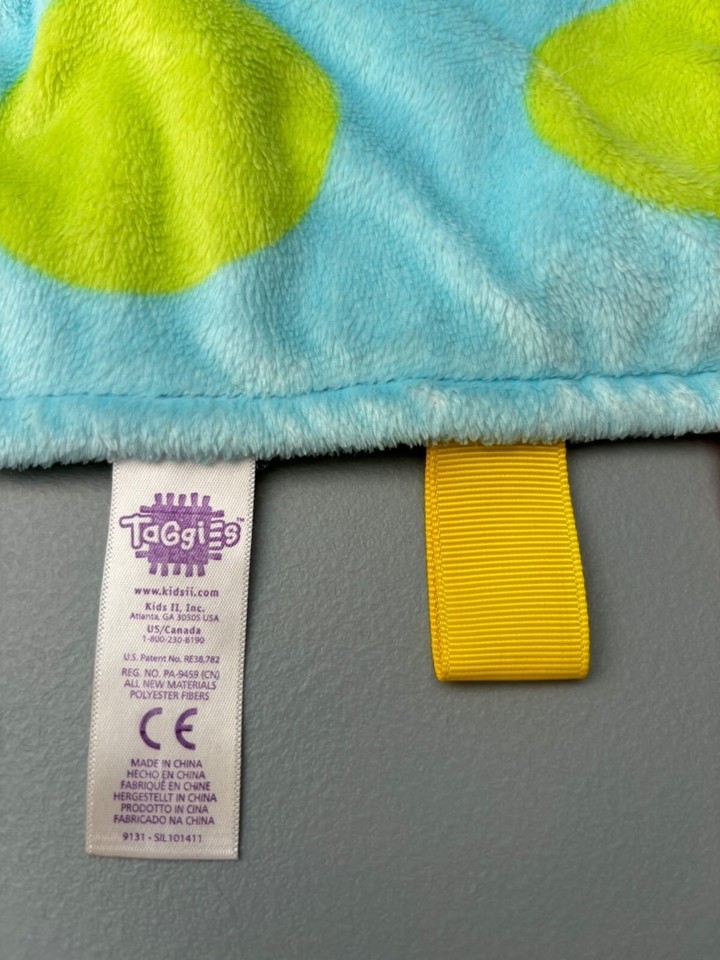 TaGgiEs™
www.kidsii.com
Kids II, Inc.
Atlanta, GA 30305 USA
US/Canada
1-800-230-8190
U.S. Patent No. RE38,782
REG. NO. PA-9459 (CN)
ALL NEW MATERIALS
POLYESTER FIBERS
CE
MADE IN CHINA
HECHO EN CHINA
FABRIQUÉ EN CHINE
HERGESTELLT IN CHINA
PRODOTTO IN CINA
FABRICADO NA CHINA
9131 • SIL101411